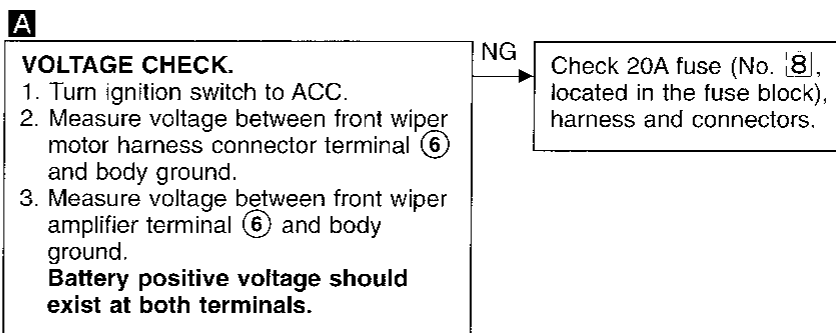 A
VOLTAGE CHECK.
1. Turn ignition switch to ACC.
2. Measure voltage between front wiper
motor harness connector terminal ⑥
and body ground.
3. Measure voltage between front wiper
amplifier terminal ⑥ and body
ground.
Battery positive voltage should
exist at both terminals.
NG
Check 20A fuse (No. 8,
located in the fuse block),
harness and connectors.